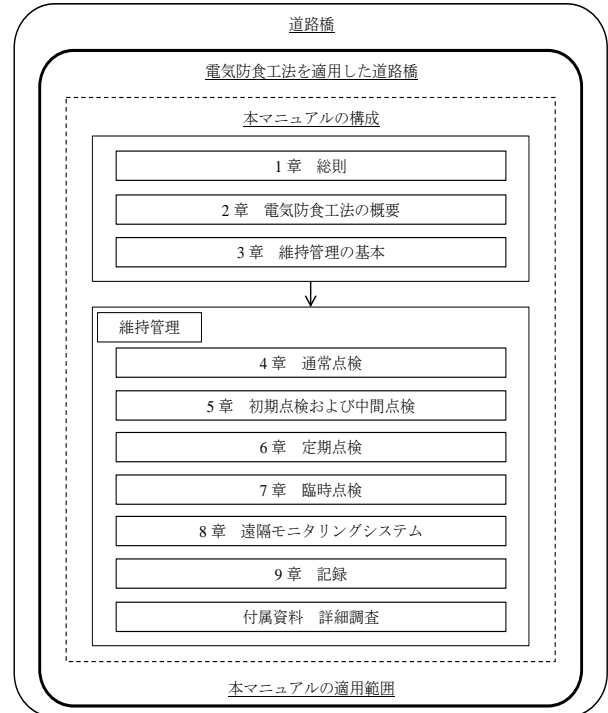 道路橋
電気防食工法を適用した道路橋
本マニュアルの構成
1 章　総則
2 章　電気防食工法の概要
3 章　維持管理の基本
維持管理
4 章　通常点検
5 章　初期点検および中間点検
6 章　定期点検
7 章　臨時点検
8 章　遠隔モニタリングシステム
9 章　記録
付属資料　詳細調査
本マニュアルの適用範囲